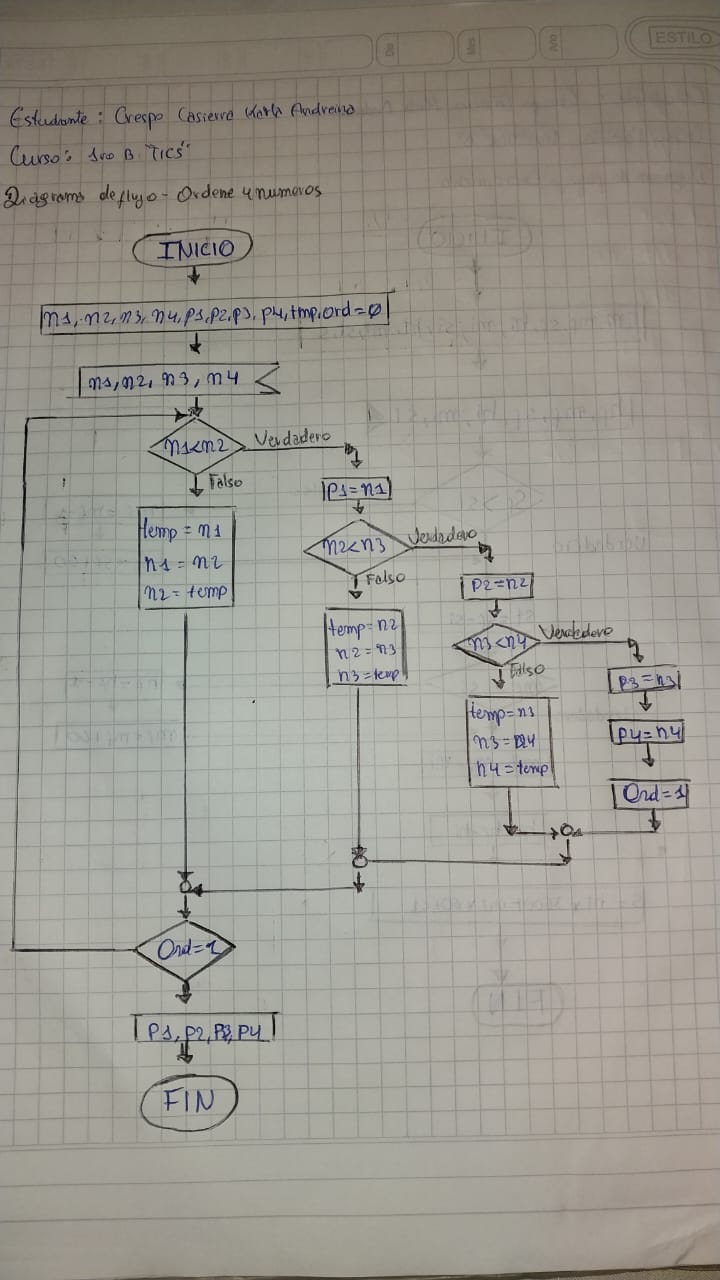 ESTILO
Dia
Mes
Ano
Estudiante: Crespo Casierra Karla Andreina
Curso: 1ro B "TICS"
Diagrama de flujo - Ordene 4 numeros
INICIO
n1, n2, n3, n4, p1, p2, p3, p4, tmp, ord = 0
n1, n2, n3, n4
n1<n2
Verdadero
Falso
P1=n1
temp = n1
n1 = n2
n2 = temp
n2<n3
Verdadero
Falso
P2=n2
temp=n2
n2 = n3
n3 = temp
n3<n4
Verdadero
Falso
p3=n3
temp=n3
n3 = n4
n4 = temp
p4=n4
Ord=1
Ord=1
P1, P2, P3, P4
FIN